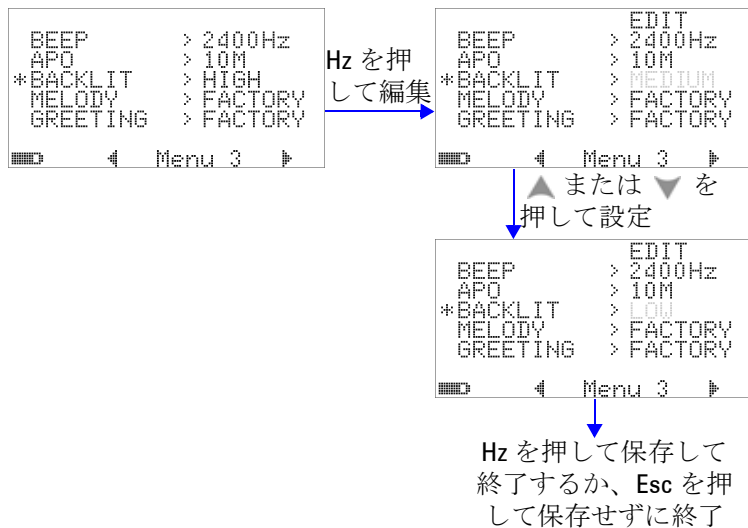 BEEP > 2400Hz
APO > 10M
*BACKLIT > HIGH
MELODY > FACTORY
GREETING > FACTORY
Menu 3
Hz を押
して編集
EDIT
BEEP > 2400Hz
APO > 10M
*BACKLIT > MEDIUM
MELODY > FACTORY
GREETING > FACTORY
Menu 3
▲ または ▼ を
押して設定
EDIT
BEEP > 2400Hz
APO > 10M
*BACKLIT > LOW
MELODY > FACTORY
GREETING > FACTORY
Menu 3
Hz を押して保存して
終了するか、Esc を押
して保存せずに終了